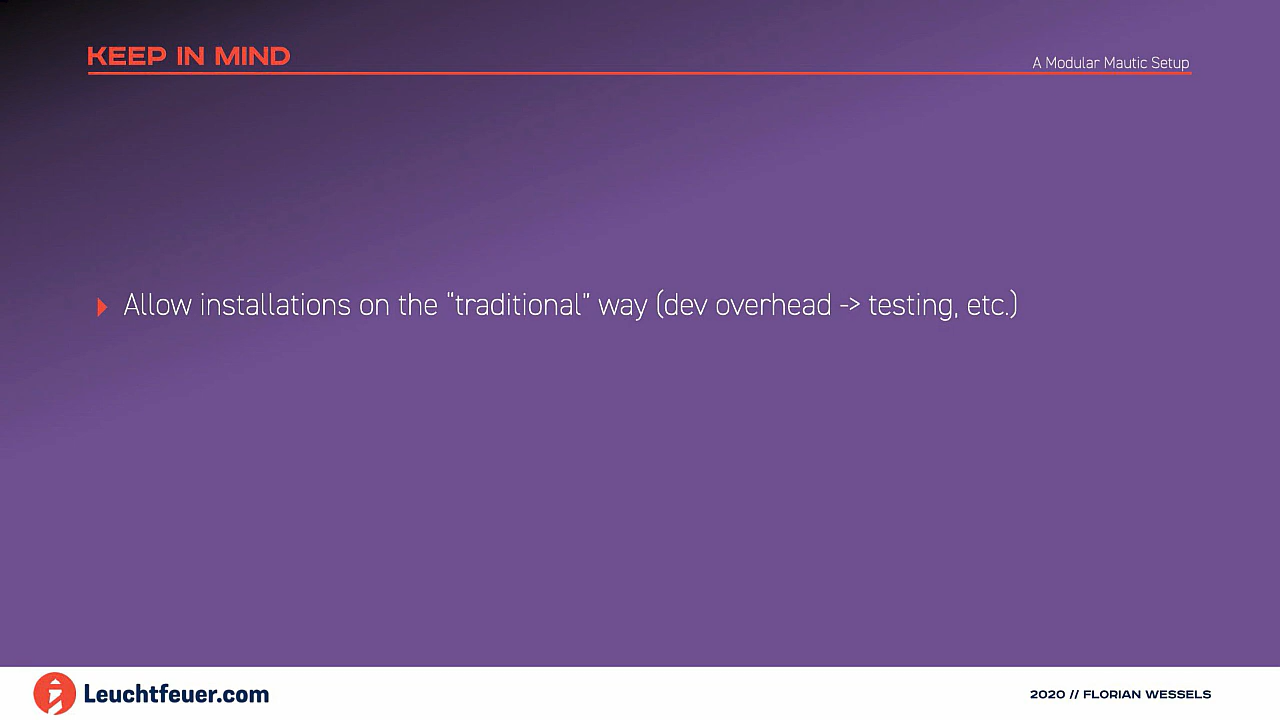 KEEP IN MIND
A Modular Mautic Setup
Allow installations on the "traditional" way (dev overhead -> testing, etc.)
Leuchtfeuer.com
2020 // FLORIAN WESSELS